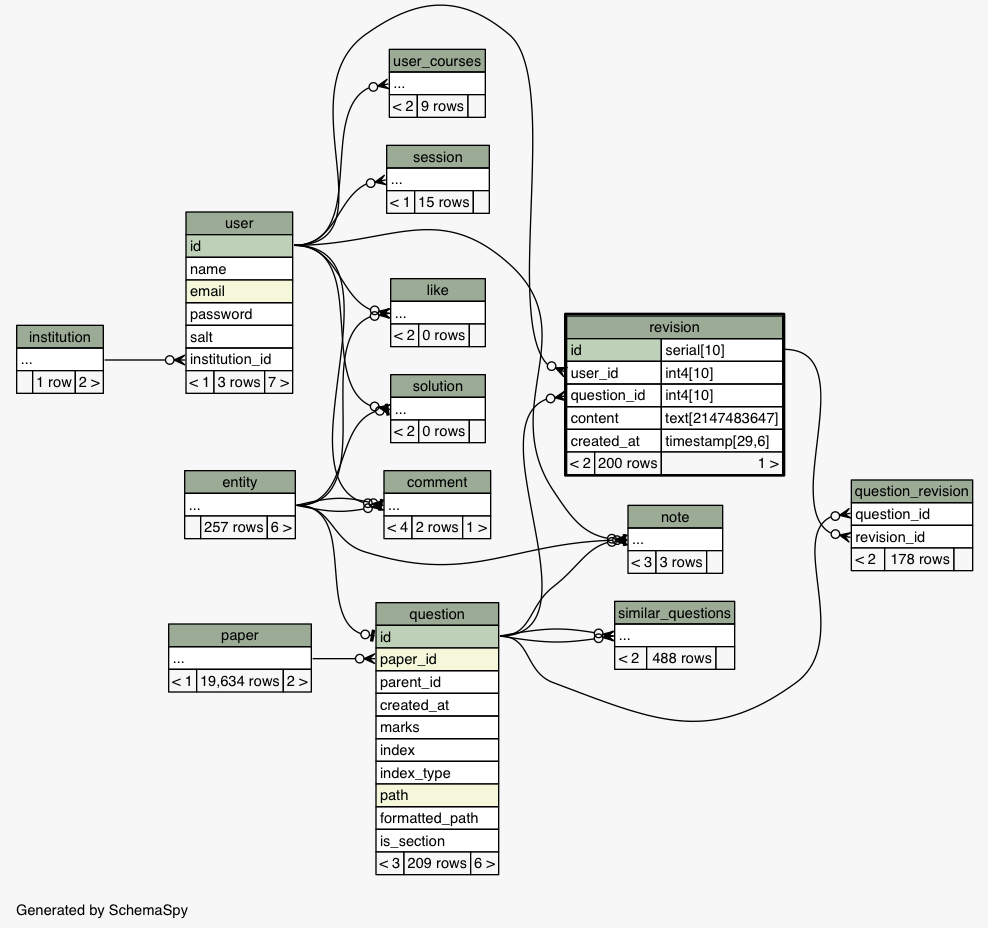 user_courses
...
< 2 9 rows
session
...
< 1 15 rows
user
id
name
email
password
salt
institution_id
< 1 3 rows 7 >
institution
...
1 row 2 >
like
...
< 2 0 rows
solution
...
< 2 0 rows
revision
id serial[10]
user_id int4[10]
question_id int4[10]
content text[2147483647]
created_at timestamp[29,6]
< 2 200 rows 1 >
entity
...
257 rows 6 >
comment
...
< 4 2 rows 1 >
note
...
< 3 3 rows
question_revision
question_id
revision_id
< 2 178 rows
paper
...
< 1 19,634 rows 2 >
question
id
paper_id
parent_id
created_at
marks
index
index_type
path
formatted_path
is_section
< 3 209 rows 6 >
similar_questions
...
< 2 488 rows
Generated by SchemaSpy